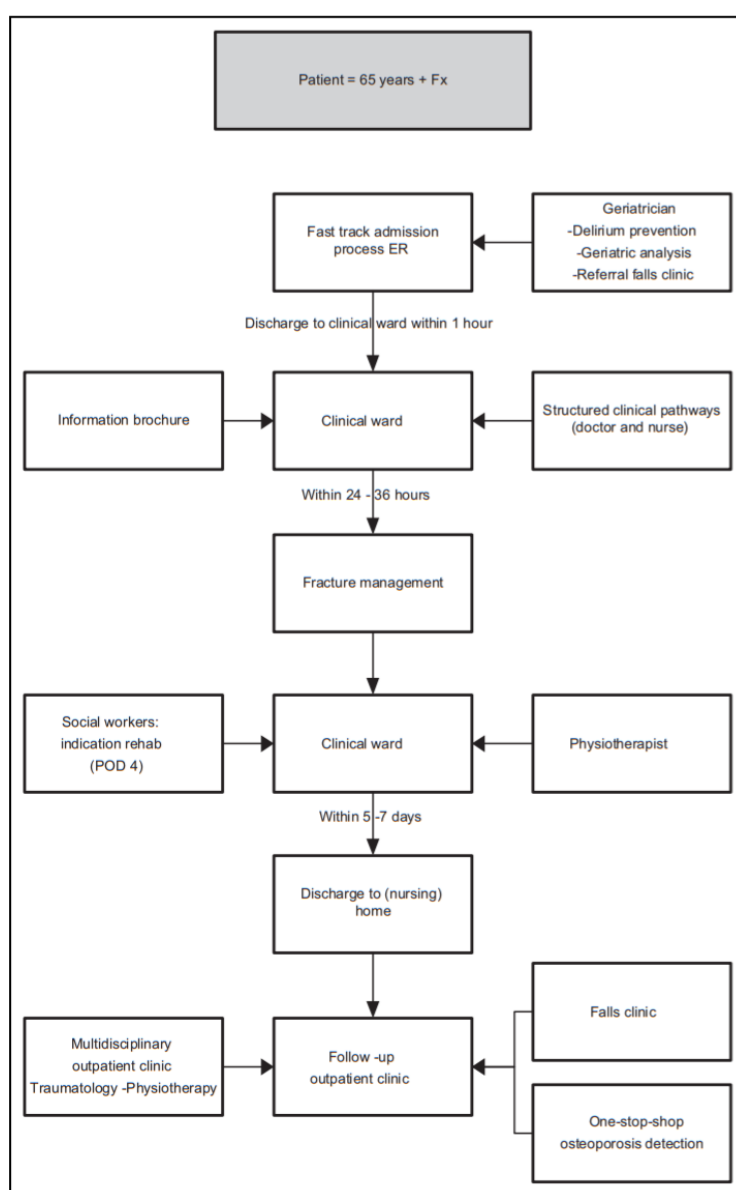 Patient = 65 years + Fx
Fast track admission
process ER
Geriatrician
-Delirium prevention
-Geriatric analysis
-Referral falls clinic
Discharge to clinical ward within 1 hour
Information brochure
Clinical ward
Structured clinical pathways
(doctor and nurse)
Within 24 - 36 hours
Fracture management
Social workers:
indication rehab
(POD 4)
Clinical ward
Physiotherapist
Within 5 -7 days
Discharge to (nursing)
home
Multidisciplinary
outpatient clinic
Traumatology -Physiotherapy
Follow -up
outpatient clinic
Falls clinic
One-stop-shop
osteoporosis detection